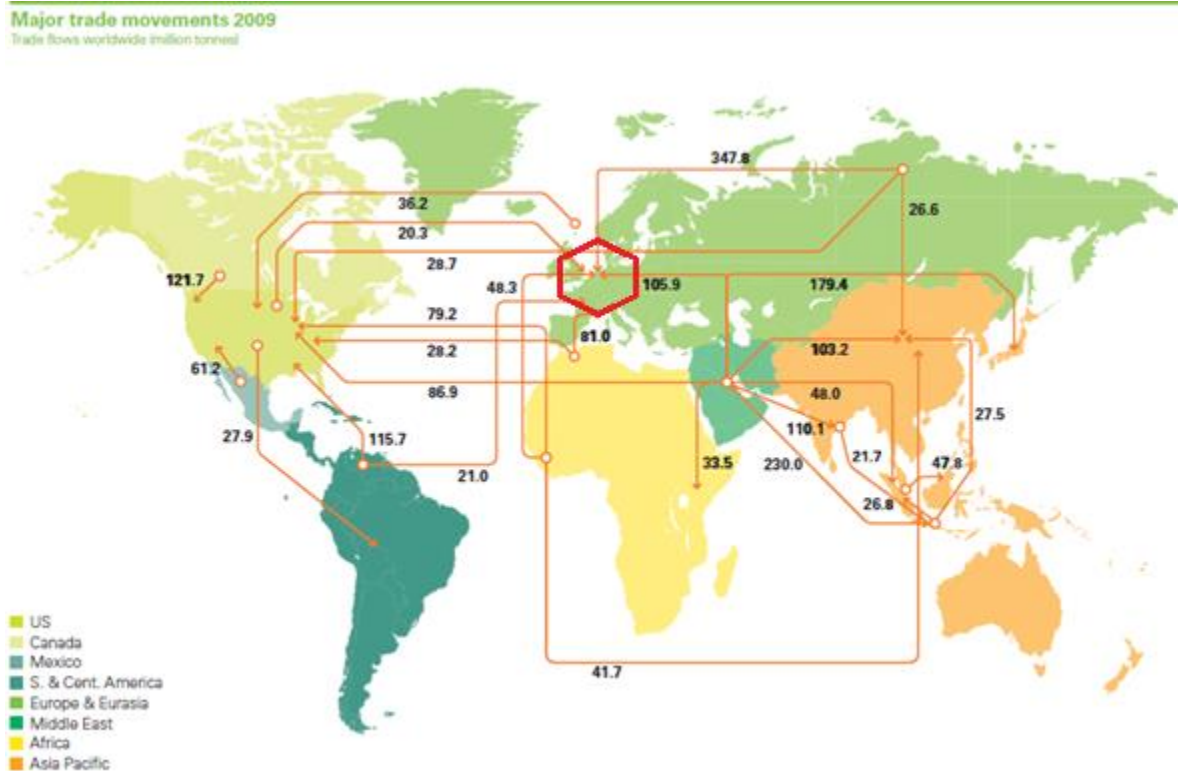 Major trade movements 2009
Trade flows worldwide (million tonnes)
347.8
36.2
26.6
20.3
28.7
121.7
48.3
105.9
179.4
79.2
81.0
28.2
103.2
61.2
86.9
48.0
27.5
27.9
115.7
110.1
21.0
33.5
230.0
21.7
47.8
26.8
41.7
US
Canada
Mexico
S. & Cent. America
Europe & Eurasia
Middle East
Africa
Asia Pacific